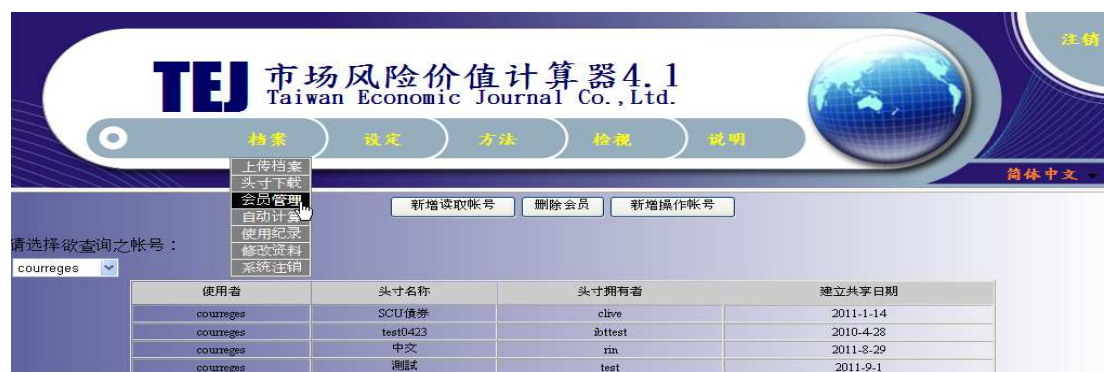 注销
TEJ 市场风险价值计算器4.1
Taiwan Economic Journal Co.,Ltd.
档案 设定 方法 检视 说明
简体中文
上传档案
头寸下载
会员管理
自动计算
使用纪录
修改资料
系统注销
新增读取帐号 删除会员 新增操作帐号
请选择欲查询之帐号：
courreges
使用者 头寸名称 头寸拥有者 建立共享日期
courreges SCU債券 clive 2011-1-14
courreges test0423 ibttest 2010-4-28
courreges 中文 rin 2011-8-29
courreges 測試 test 2011-9-1